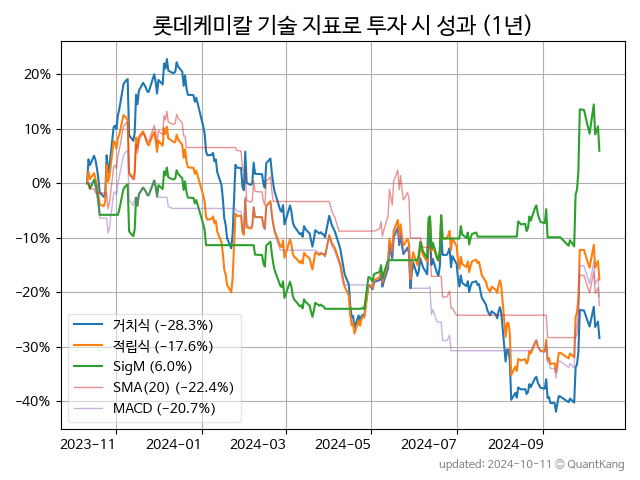 롯데케미칼 기술 지표로 투자 시 성과 (1년)
20%
10%
0%
−10%
−20%
−30%
−40%
거치식 (−28.3%)
적립식 (−17.6%)
SigM (6.0%)
SMA(20) (−22.4%)
MACD (−20.7%)
2023-11
2024-01
2024-03
2024-05
2024-07
2024-09
updated: 2024-10-11 © QuantKang